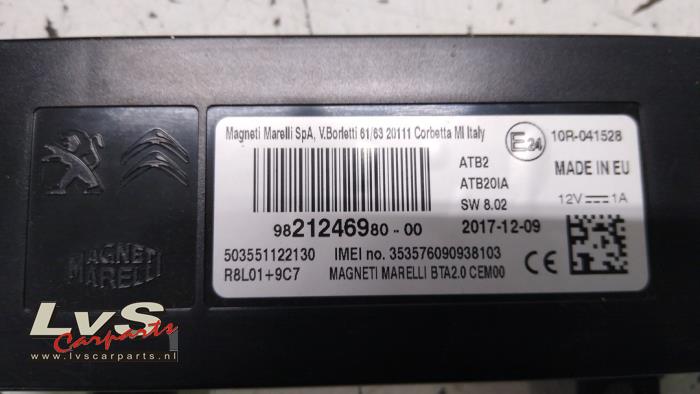 Magneti Marelli SpA, V.Borletti 61/63 20111 Corbetta MI Italy
E24
10R-041528
ATB2
MADE IN EU
ATB20IA
SW 8.02
12V 1A
9821246980-00
2017-12-09
503551122130
IMEI no. 353576090938103
R8L01+9C7
MAGNETI MARELLI BTA2.0 CEM00
CE
MAGNETI
MARELLI
LvS
Carparts
www.lvscarparts.nl